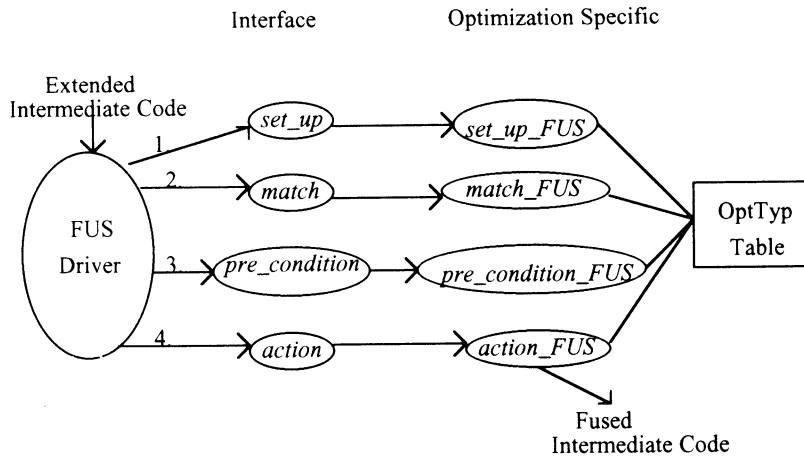 Interface
Optimization Specific
Extended
Intermediate Code
1.
set_up
set_up_FUS
2.
match
match_FUS
FUS
Driver
OptTyp
Table
3.
pre_condition
pre_condition_FUS
4.
action
action_FUS
Fused
Intermediate Code